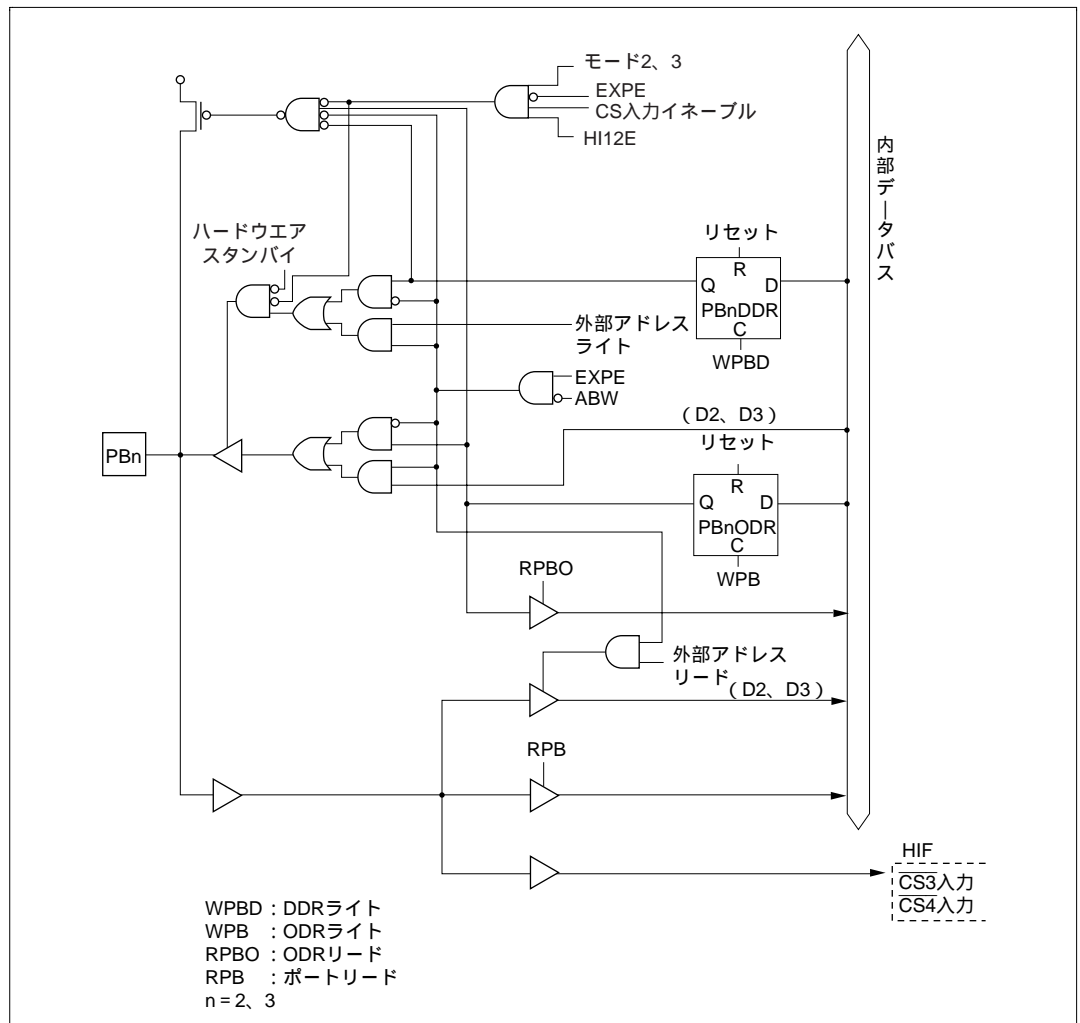 モード2、3
EXPE
CS入力イネーブル
HI12E
内部データバス
ハードウエア
スタンバイ
リセット
R
Q D
PBnDDR
C
WPBD
外部アドレス
ライト
EXPE
ABW
(D2、D3)
リセット
R
Q D
PBnODR
C
WPB
PBn
RPBO
外部アドレス
リード
(D2、D3)
RPB
HIF
CS3入力
CS4入力
WPBD : DDRライト
WPB : ODRライト
RPBO : ODRリード
RPB : ポートリード
n = 2、3